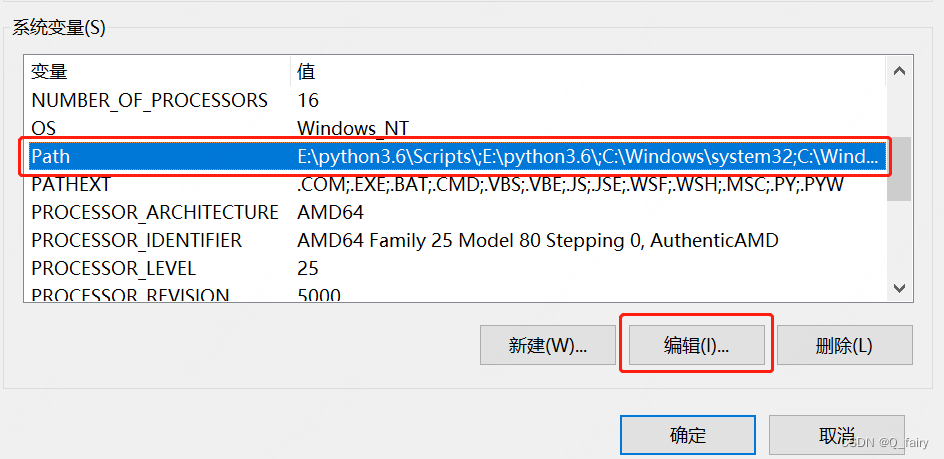 系统变量(S)
变量 值
NUMBER_OF_PROCESSORS 16
OS Windows_NT
Path E:\python3.6\Scripts\;E:\python3.6\;C:\Windows\system32;C:\Wind...
PATHEXT .COM;.EXE;.BAT;.CMD;.VBS;.VBE;.JS;.JSE;.WSF;.WSH;.MSC;.PY;.PYW
PROCESSOR_ARCHITECTURE AMD64
PROCESSOR_IDENTIFIER AMD64 Family 25 Model 80 Stepping 0, AuthenticAMD
PROCESSOR_LEVEL 25
PROCESSOR_REVISION 5000
新建(W)... 编辑(I)... 删除(L)
确定 取消
CSDN @Q_fairy